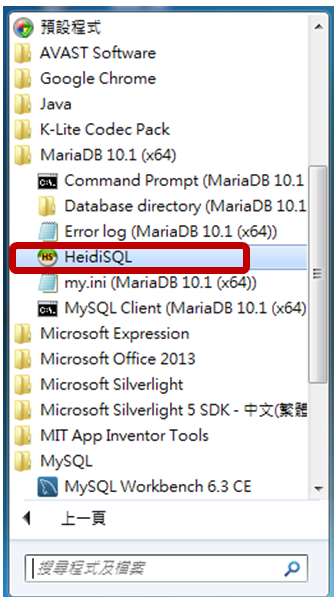 預設程式
AVAST Software
Google Chrome
Java
K-Lite Codec Pack
MariaDB 10.1 (x64)
Command Prompt (MariaDB 10.1
Database directory (MariaDB 10.1
Error log (MariaDB 10.1 (x64))
HeidiSQL
my.ini (MariaDB 10.1 (x64))
MySQL Client (MariaDB 10.1 (x64)
Microsoft Expression
Microsoft Office 2013
Microsoft Silverlight
Microsoft Silverlight 5 SDK - 中文(繁體
MIT App Inventor Tools
MySQL
MySQL Workbench 6.3 CE
上一頁
搜尋程式及檔案